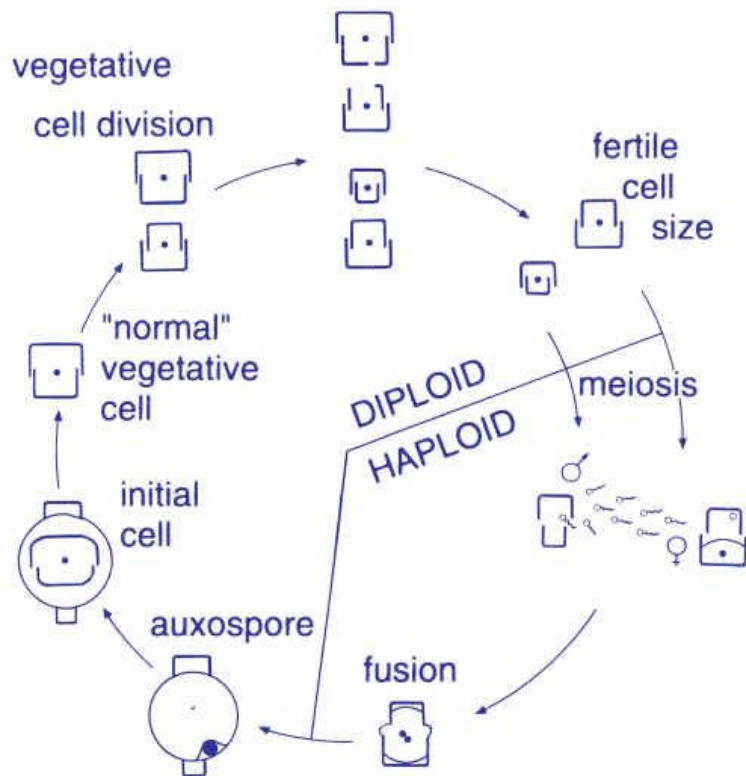 vegetative
cell division
fertile
cell
size
"normal"
vegetative
cell
DIPLOID
HAPLOID
meiosis
initial
cell
auxospore
fusion